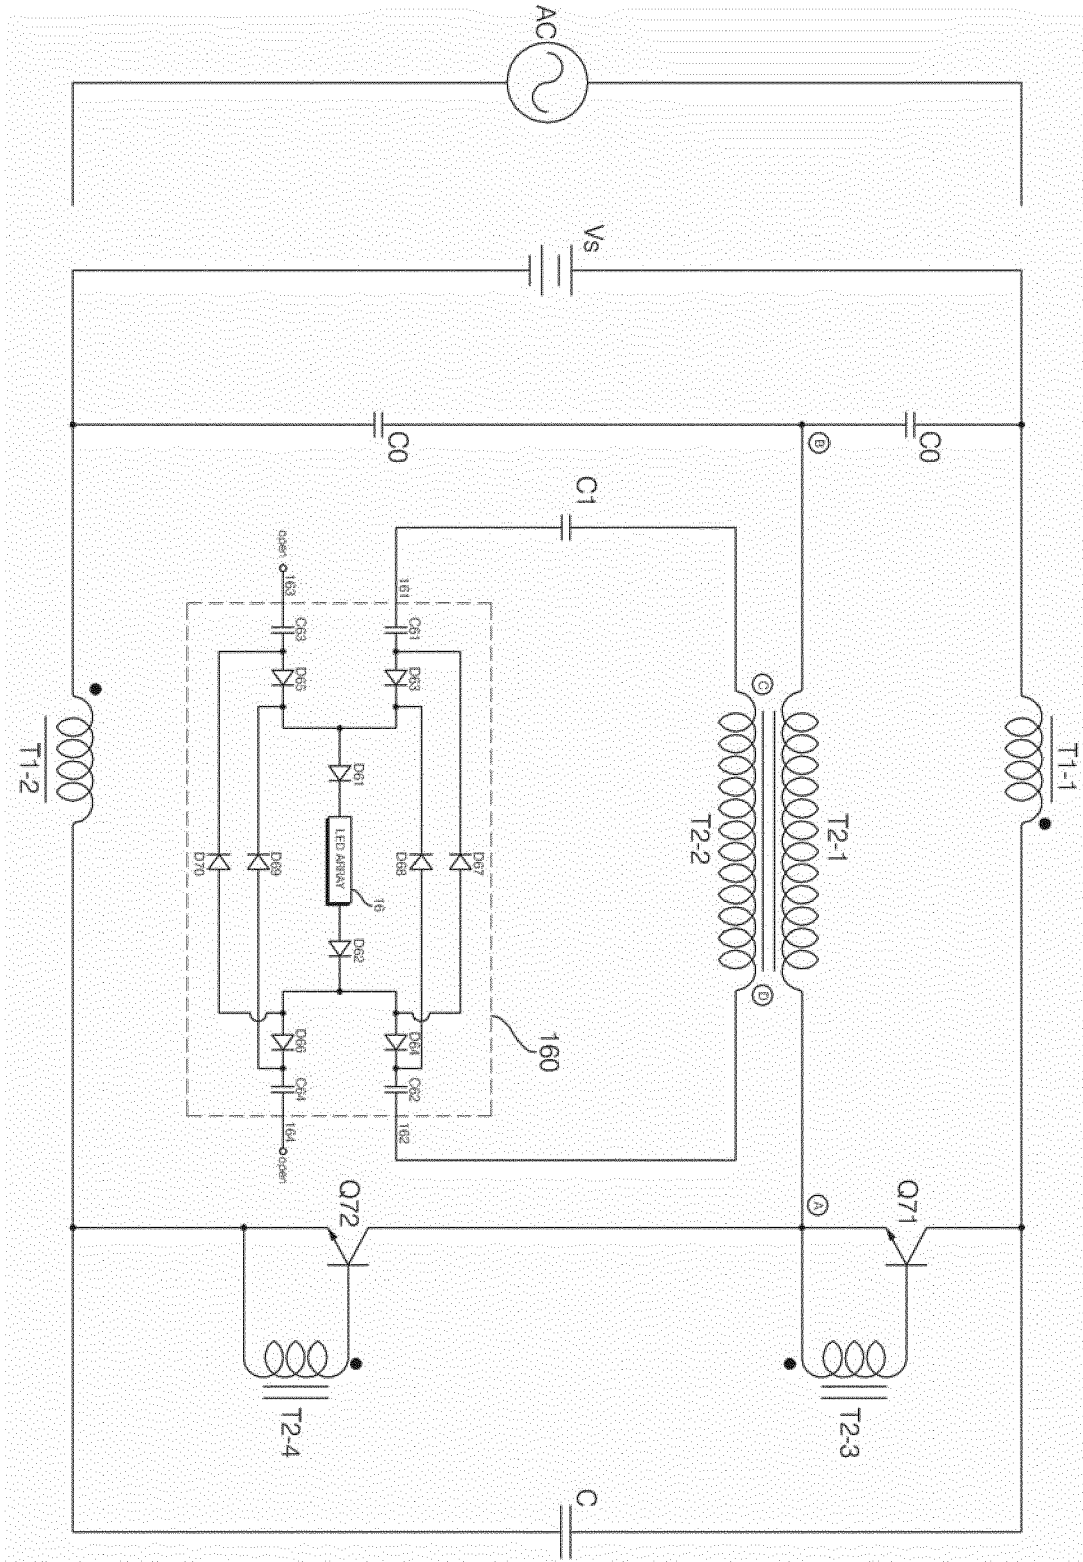 AC
Vs
C0
C0
B
C1
T1-1
T1-2
T2-1
T2-2
C
D
open
163
161
C63
C61
D65
D63
D61
D70
D69
LED ARRAY
D68
D67
16
D62
D66
D64
C64
C62
164
162
open
160
A
Q71
Q72
T2-3
T2-4
C